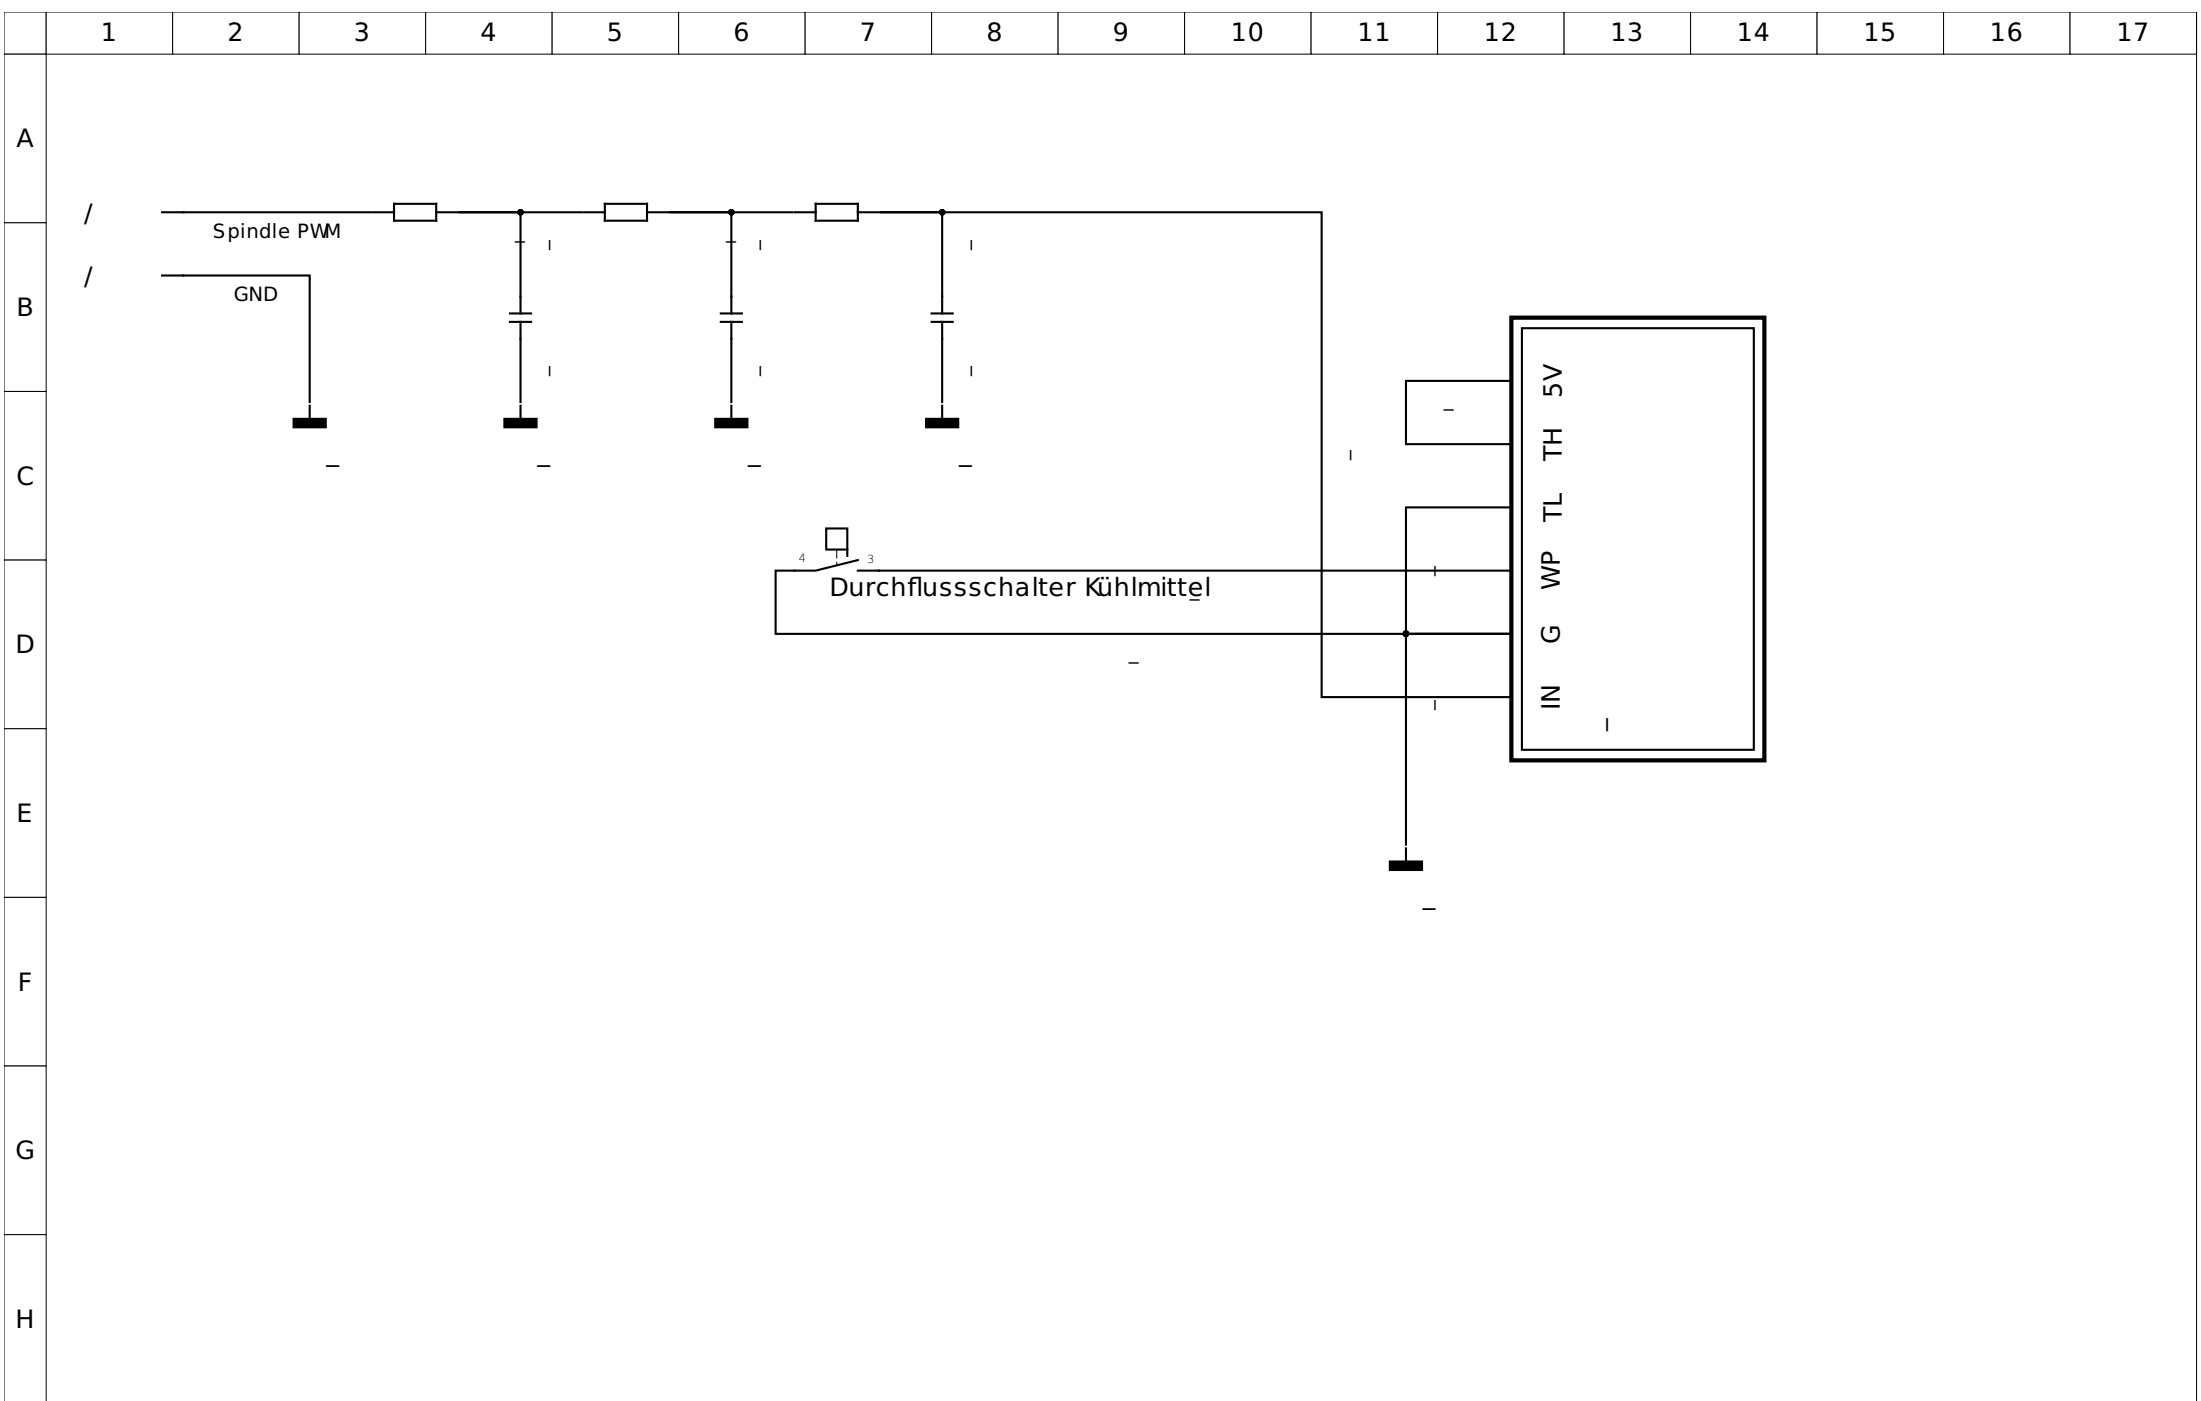 1 2 3 4 5 6 7 8 9 10 11 12 13 14 15 16 17
A
/
Spindle PWM
/
GND
B
5V
TH
C
TL
4 3
WP
Durchflussschalter Kühlmittel
G
D
IN
E
F
G
H